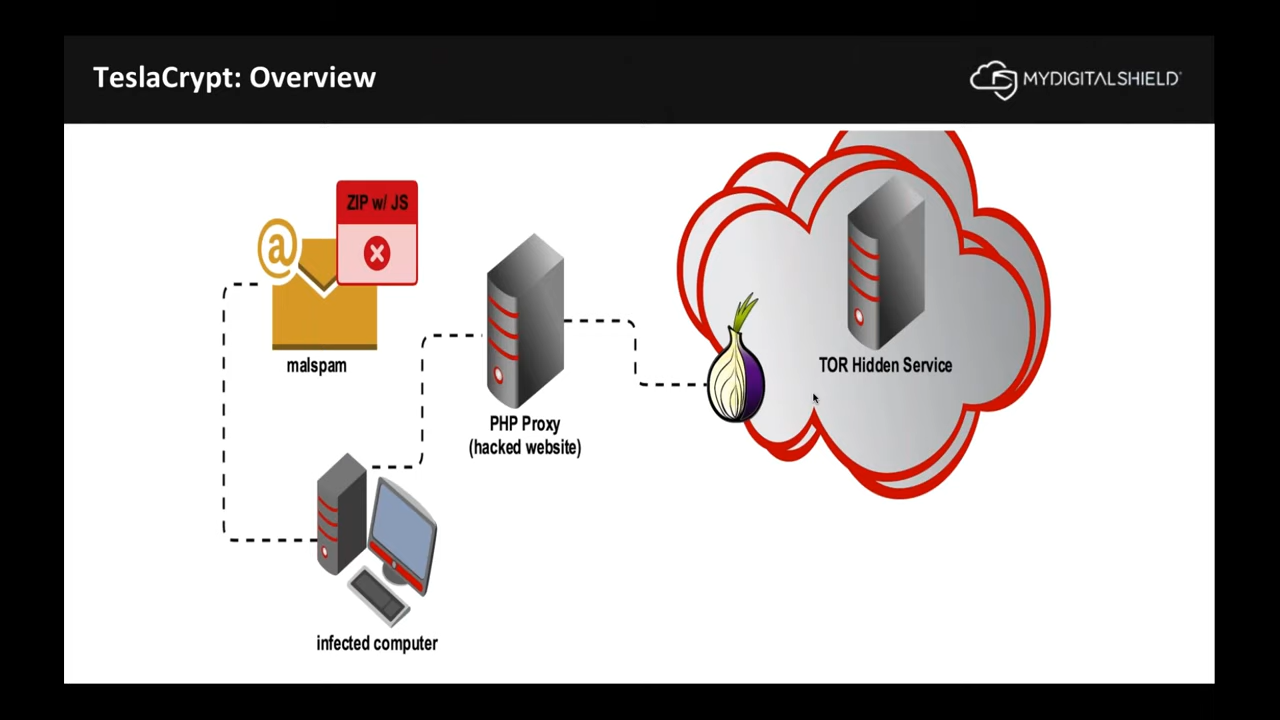 TeslaCrypt: Overview
MYDIGITALSHIELD
ZIP w/ JS
@
malspam
PHP Proxy
(hacked website)
TOR Hidden Service
infected computer